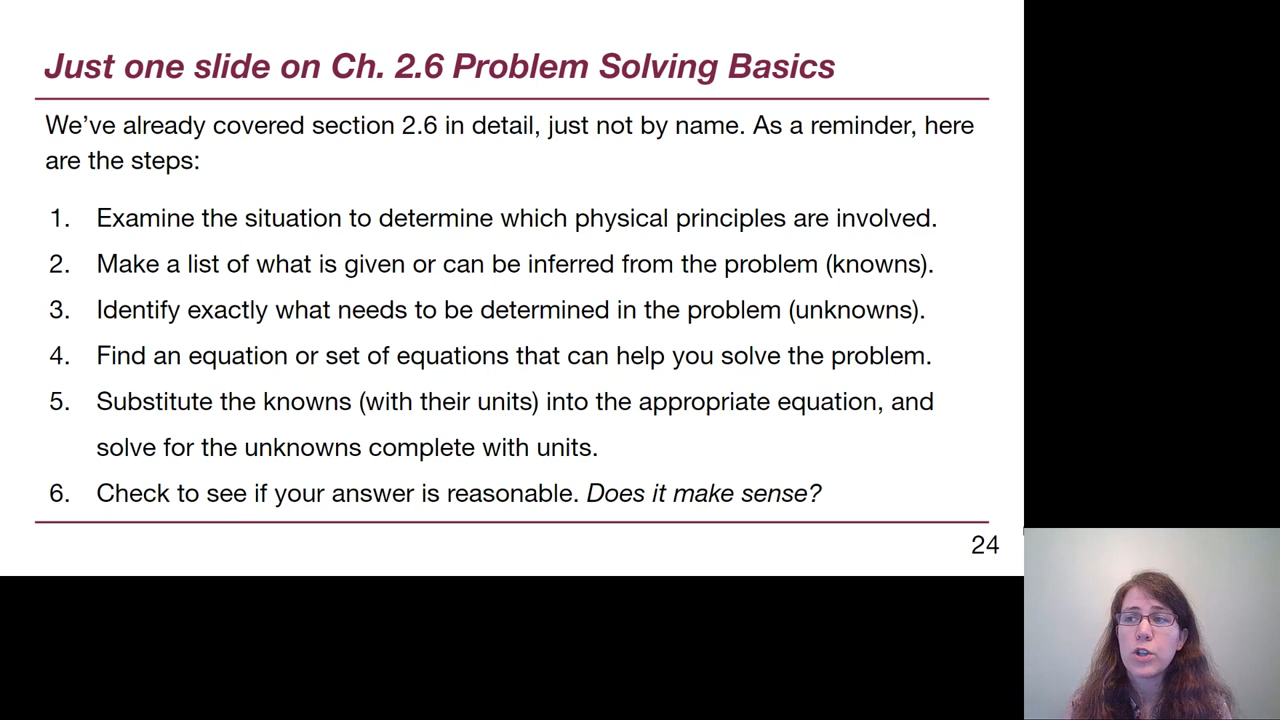 Just one slide on Ch. 2.6 Problem Solving Basics
We've already covered section 2.6 in detail, just not by name. As a reminder, here
are the steps:
1. Examine the situation to determine which physical principles are involved.
2. Make a list of what is given or can be inferred from the problem (knowns).
3. Identify exactly what needs to be determined in the problem (unknowns).
4. Find an equation or set of equations that can help you solve the problem.
5. Substitute the knowns (with their units) into the appropriate equation, and
solve for the unknowns complete with units.
6. Check to see if your answer is reasonable. Does it make sense?
24